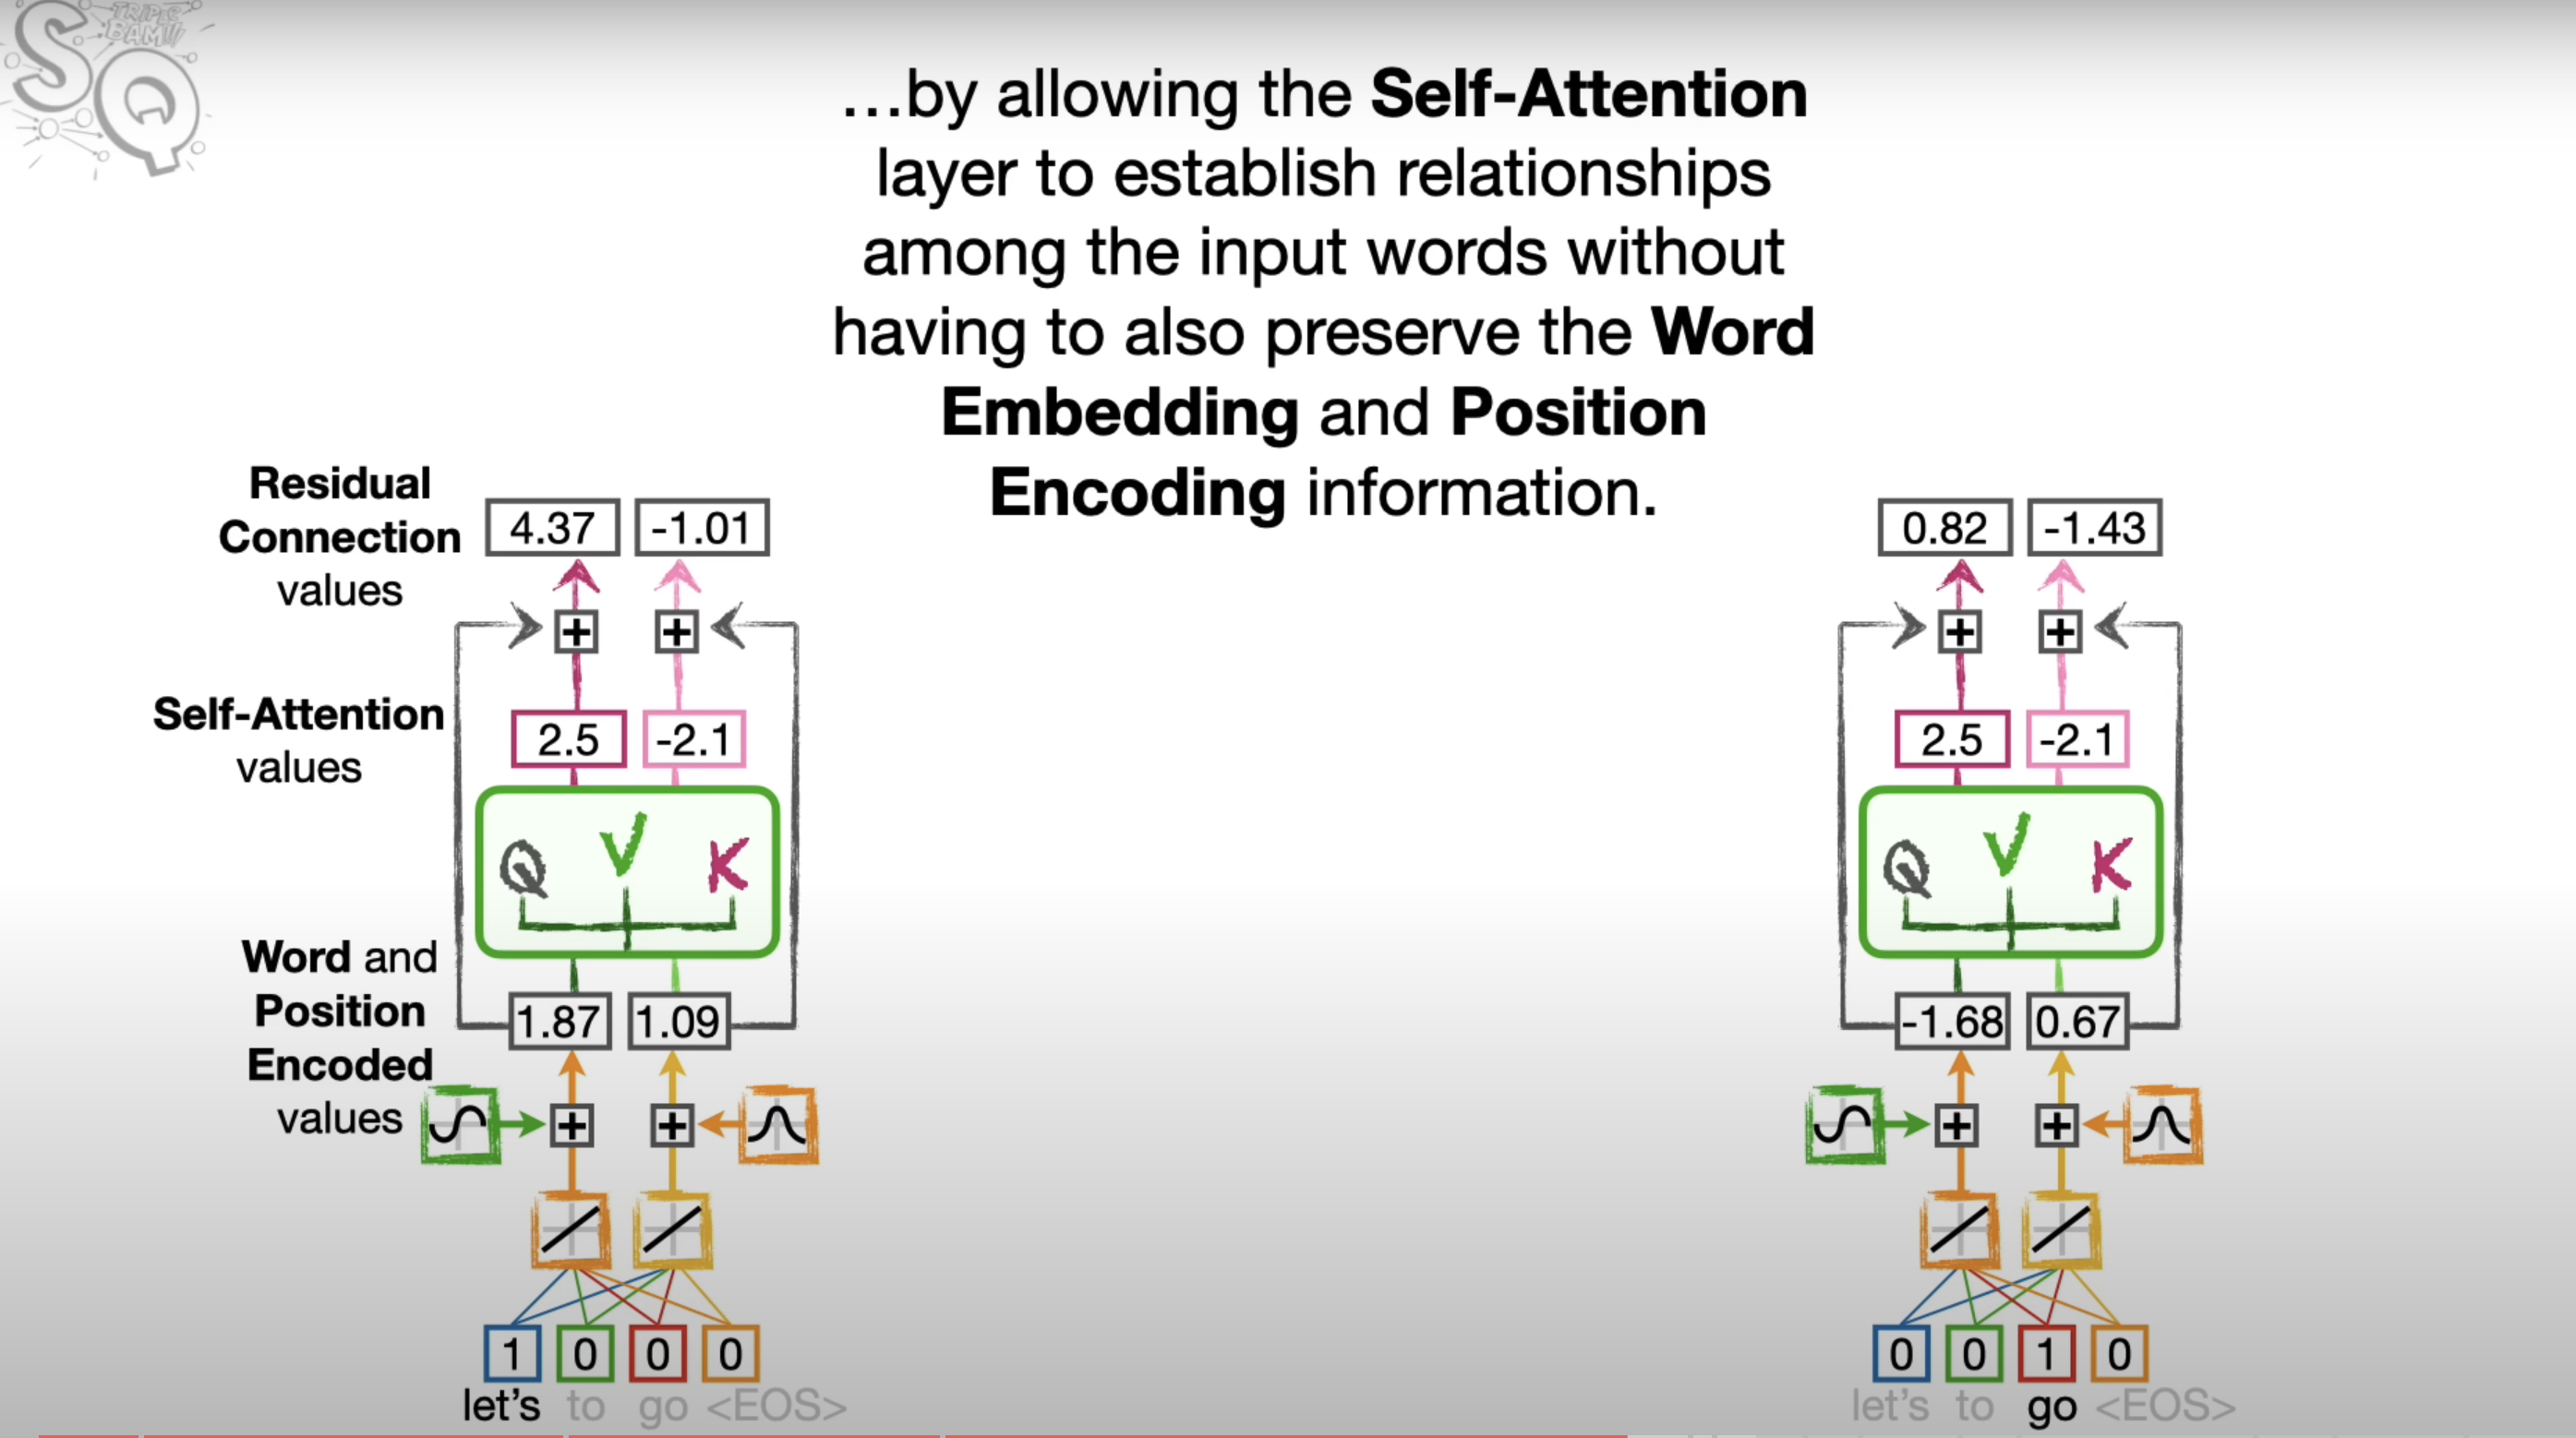 SQ
TRIPLE
BAM!!!
...by allowing the Self-Attention
layer to establish relationships
among the input words without
having to also preserve the Word
Embedding and Position
Encoding information.
Residual
Connection
values
4.37 -1.01
+ +
Self-Attention
values
2.5 -2.1
Q V K
Word and
Position
Encoded
values
1.87 1.09
+ +
1 0 0 0
let's to go <EOS>
0.82 -1.43
+ +
2.5 -2.1
Q V K
-1.68 0.67
+ +
0 0 1 0
let's to go <EOS>